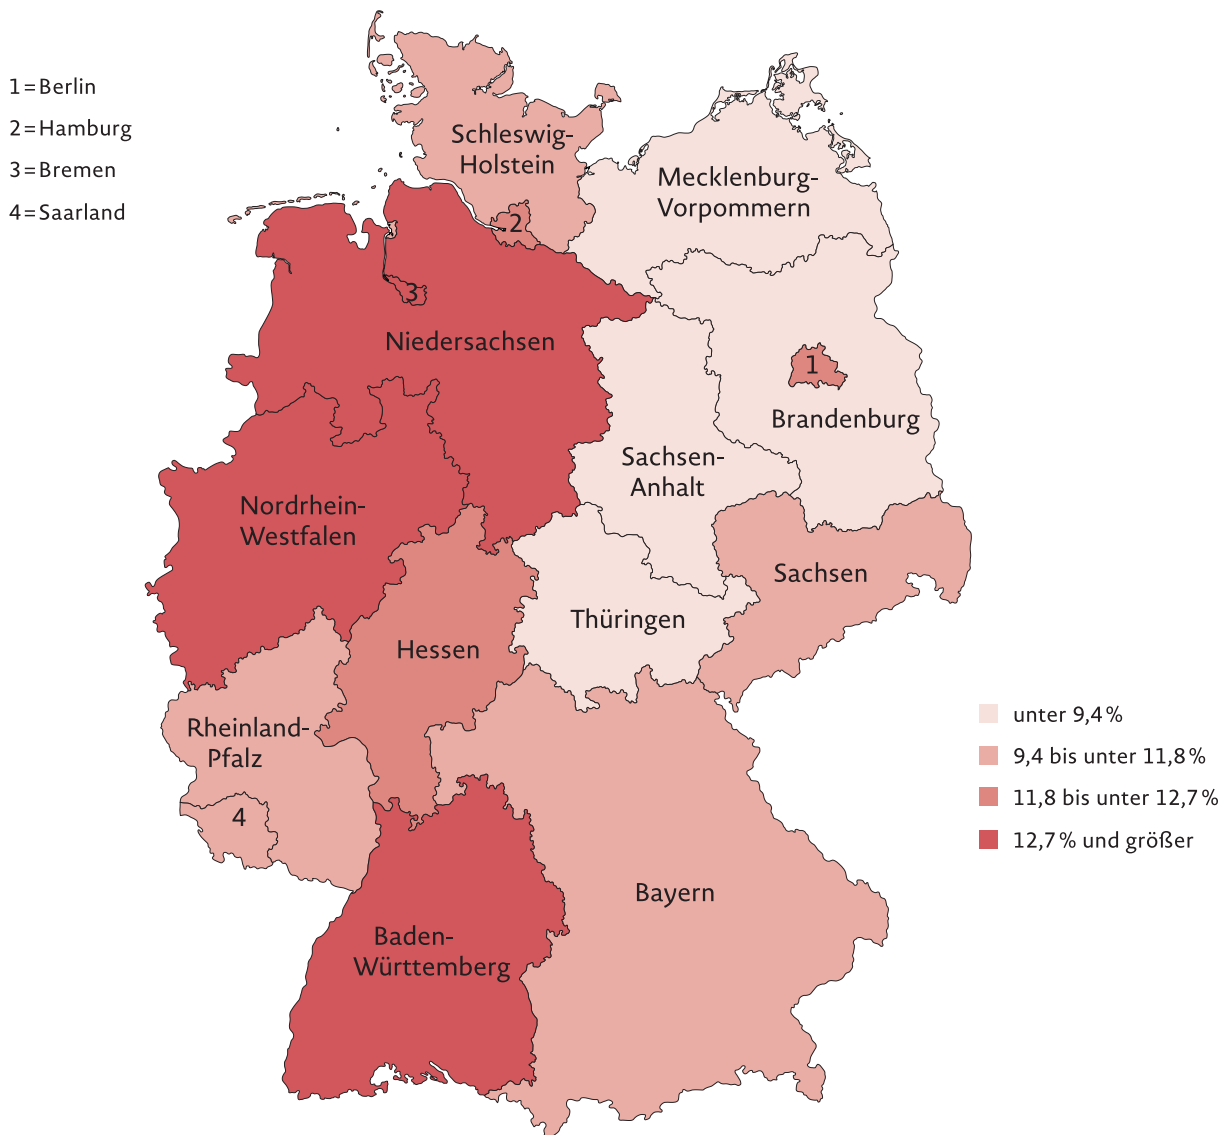 1=Berlin
2=Hamburg
3=Bremen
4=Saarland
Schleswig-
Holstein
Mecklenburg-
Vorpommern
2
3
Niedersachsen
1
Brandenburg
Sachsen-
Anhalt
Nordrhein-
Westfalen
Sachsen
Thüringen
Hessen
Rheinland-
Pfalz
4
Bayern
Baden-
Württemberg
unter 9,4%
9,4 bis unter 11,8%
11,8 bis unter 12,7%
12,7% und größer